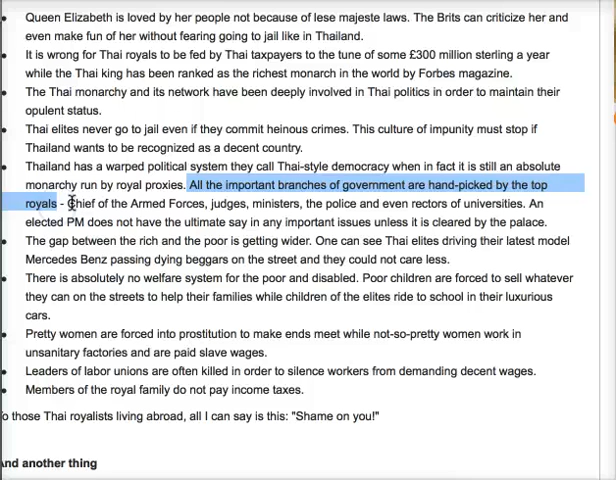 Queen Elizabeth is loved by her people not because of lese majeste laws. The Brits can criticize her and
even make fun of her without fearing going to jail like in Thailand.
It is wrong for Thai royals to be fed by Thai taxpayers to the tune of some £300 million sterling a year
while the Thai king has been ranked as the richest monarch in the world by Forbes magazine.
The Thai monarchy and its network have been deeply involved in Thai politics in order to maintain their
opulent status.
Thai elites never go to jail even if they commit heinous crimes. This culture of impunity must stop if
Thailand wants to be recognized as a decent country.
Thailand has a warped political system they call Thai-style democracy when in fact it is still an absolute
monarchy run by royal proxies. All the important branches of government are hand-picked by the top
royals - Chief of the Armed Forces, judges, ministers, the police and even rectors of universities. An
elected PM does not have the ultimate say in any important issues unless it is cleared by the palace.
The gap between the rich and the poor is getting wider. One can see Thai elites driving their latest model
Mercedes Benz passing dying beggars on the street and they could not care less.
There is absolutely no welfare system for the poor and disabled. Poor children are forced to sell whatever
they can on the streets to help their families while children of the elites ride to school in their luxurious
cars.
Pretty women are forced into prostitution to make ends meet while not-so-pretty women work in
unsanitary factories and are paid slave wages.
Leaders of labor unions are often killed in order to silence workers from demanding decent wages.
Members of the royal family do not pay income taxes.
To those Thai royalists living abroad, all I can say is this: "Shame on you!"
And another thing